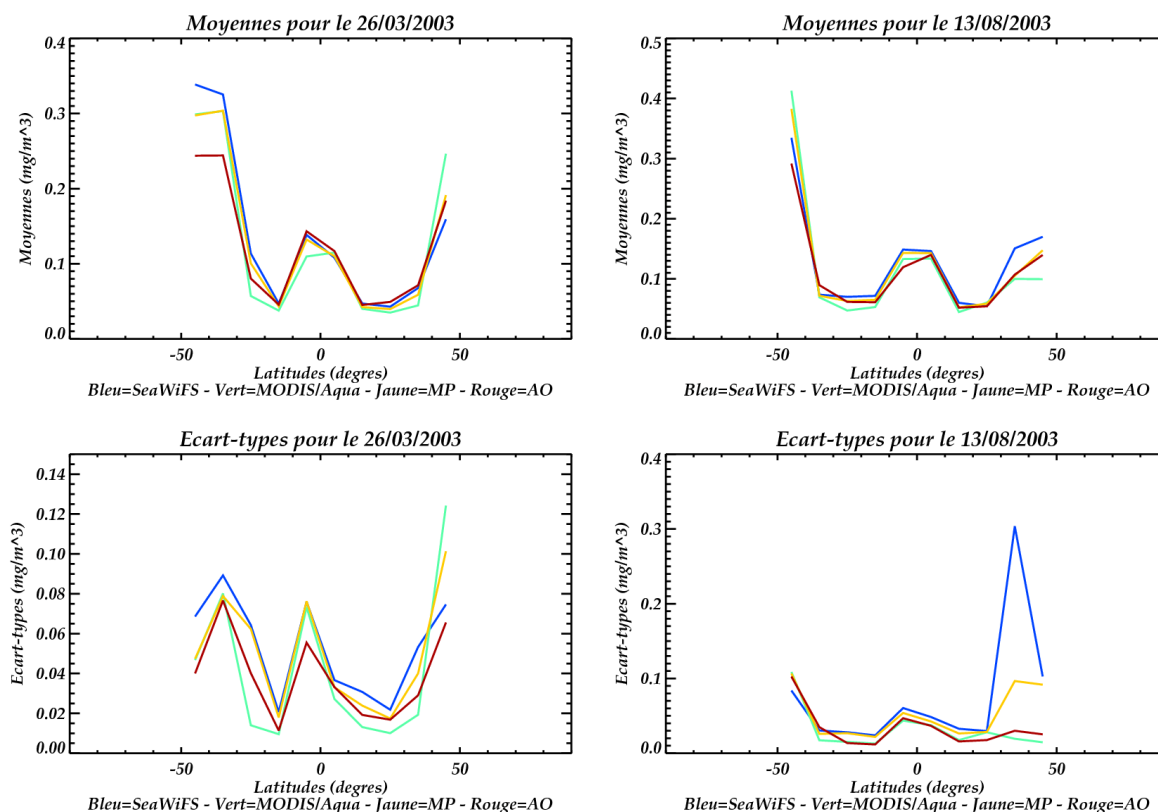 Moyennes pour le 26/03/2003
0.4
0.3
0.2
0.1
0.0
Moyennes (mg/m^3)
-50
0
50
Latitudes (degres)
Bleu=SeaWiFS - Vert=MODIS/Aqua - Jaune=MP - Rouge=AO
Moyennes pour le 13/08/2003
0.5
0.4
0.3
0.2
0.1
0.0
Moyennes (mg/m^3)
-50
0
50
Latitudes (degres)
Bleu=SeaWiFS - Vert=MODIS/Aqua - Jaune=MP - Rouge=AO
Ecart-types pour le 26/03/2003
0.14
0.12
0.10
0.08
0.06
0.04
0.02
0.00
Ecart-types (mg/m^3)
-50
0
50
Latitudes (degres)
Bleu=SeaWiFS - Vert=MODIS/Aqua - Jaune=MP - Rouge=AO
Ecart-types pour le 13/08/2003
0.4
0.3
0.2
0.1
0.0
Ecart-types (mg/m^3)
-50
0
50
Latitudes (degres)
Bleu=SeaWiFS - Vert=MODIS/Aqua - Jaune=MP - Rouge=AO